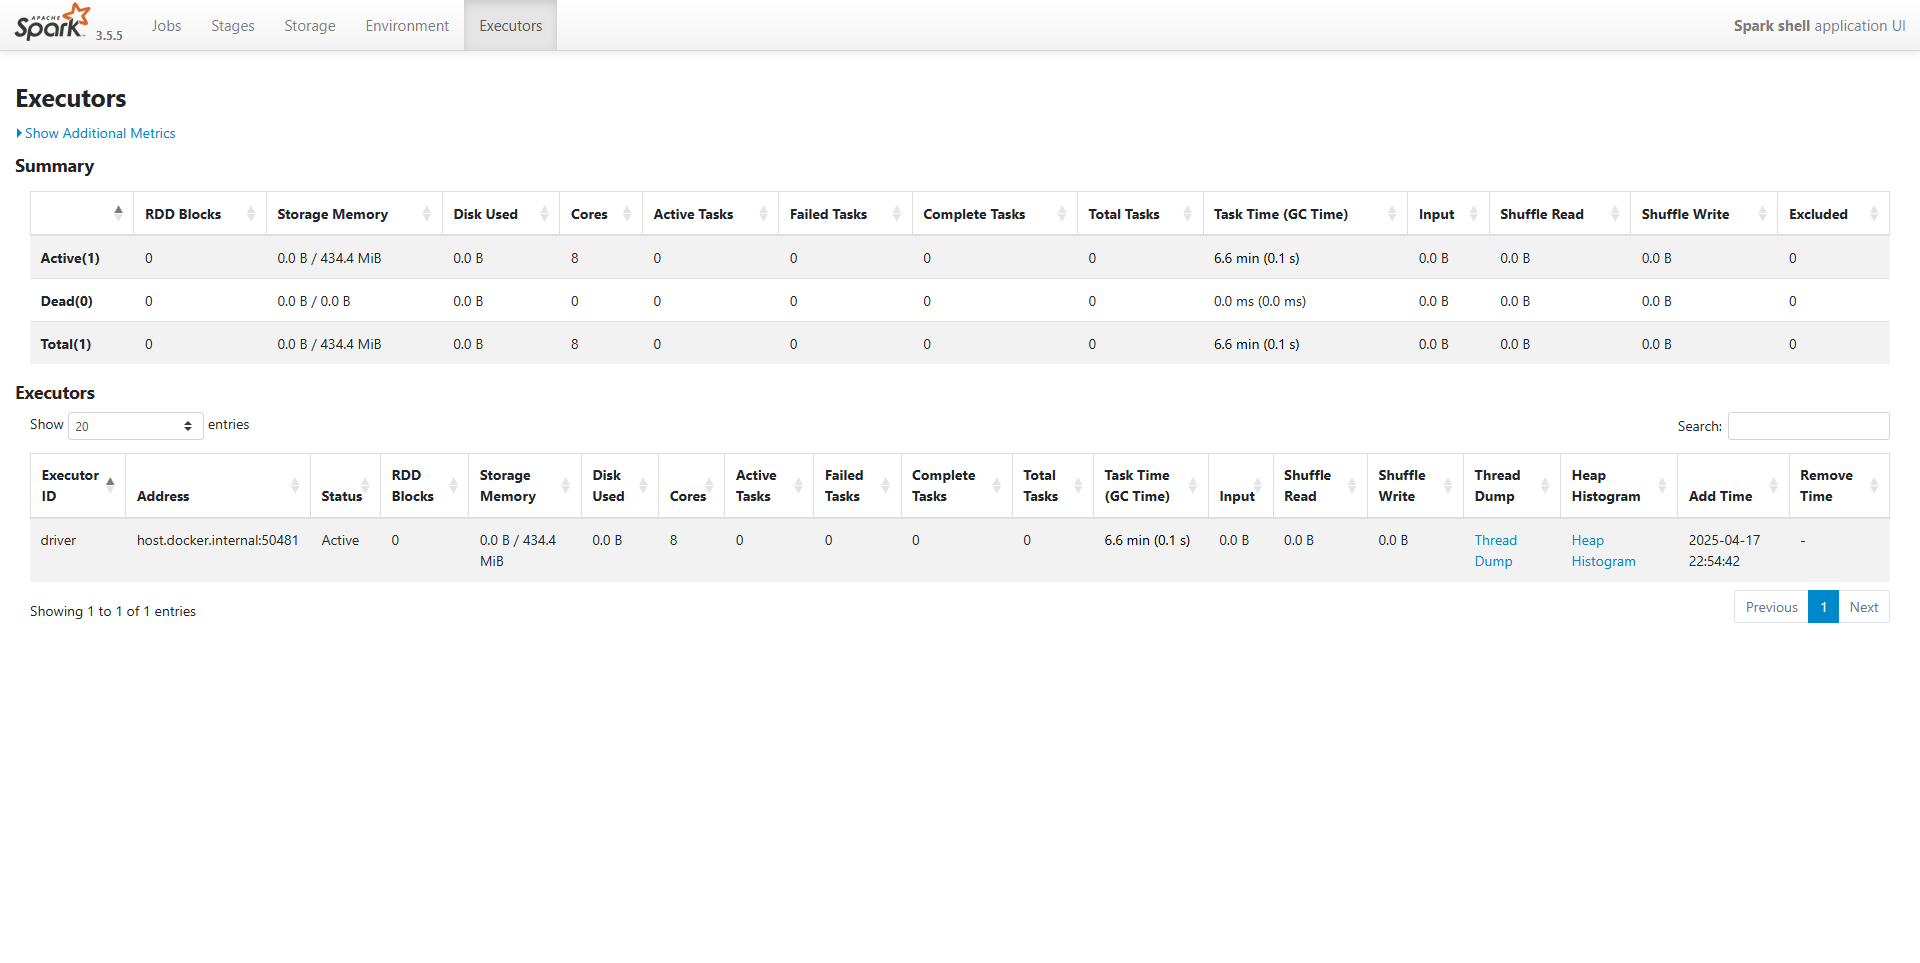 APACHE
Spark 3.5.5 Jobs Stages Storage Environment Executors Spark shell application UI
Executors
Show Additional Metrics
Summary
RDD Blocks Storage Memory Disk Used Cores Active Tasks Failed Tasks Complete Tasks Total Tasks Task Time (GC Time) Input Shuffle Read Shuffle Write Excluded
Active(1) 0 0.0 B / 434.4 MiB 0.0 B 8 0 0 0 0 6.6 min (0.1 s) 0.0 B 0.0 B 0.0 B 0
Dead(0) 0 0.0 B / 0.0 B 0.0 B 0 0 0 0 0 0.0 ms (0.0 ms) 0.0 B 0.0 B 0.0 B 0
Total(1) 0 0.0 B / 434.4 MiB 0.0 B 8 0 0 0 0 6.6 min (0.1 s) 0.0 B 0.0 B 0.0 B 0
Executors
Show 20 entries Search:
Executor ID Address Status RDD Blocks Storage Memory Disk Used Cores Active Tasks Failed Tasks Complete Tasks Total Tasks Task Time (GC Time) Input Shuffle Read Shuffle Write Thread Dump Heap Histogram Add Time Remove Time
driver host.docker.internal:50481 Active 0 0.0 B / 434.4 MiB 0.0 B 8 0 0 0 0 6.6 min (0.1 s) 0.0 B 0.0 B 0.0 B Thread Dump Heap Histogram 2025-04-17 22:54:42 -
Showing 1 to 1 of 1 entries Previous 1 Next